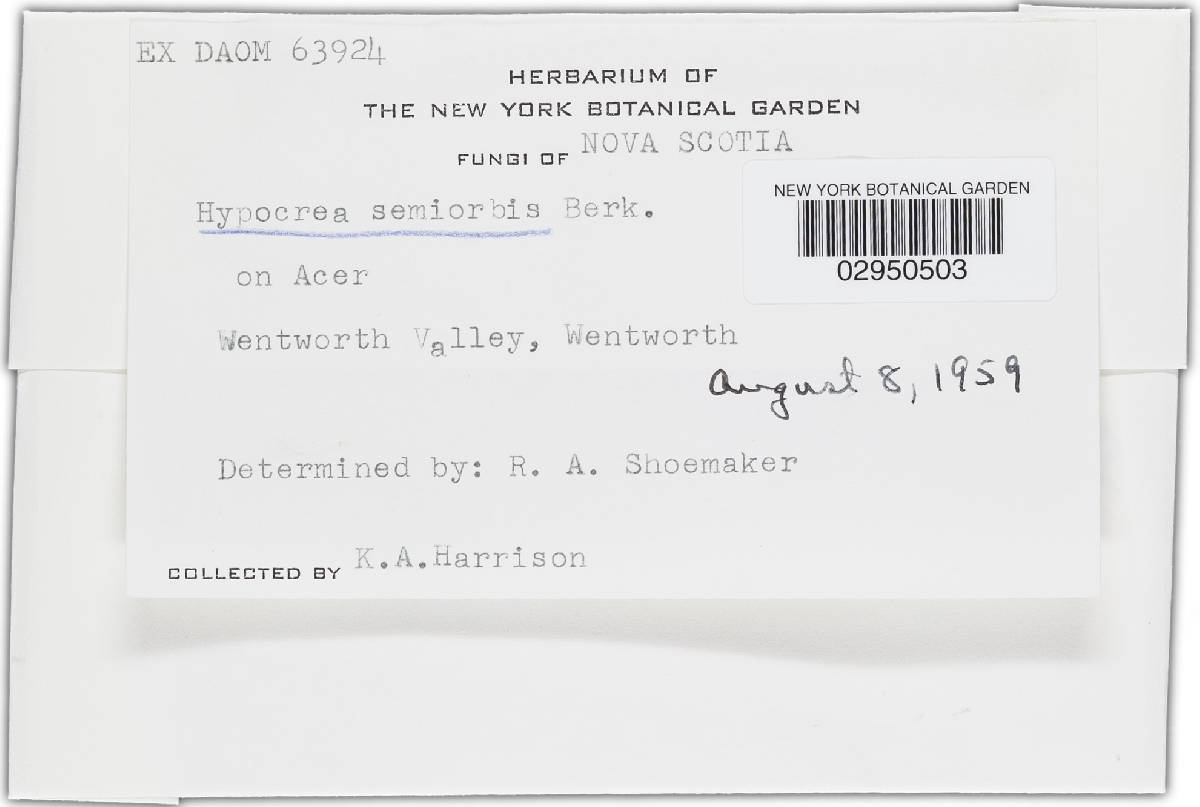 EX DAOM 63924
HERBARIUM OF
THE NEW YORK BOTANICAL GARDEN
FUNGI OF NOVA SCOTIA
NEW YORK BOTANICAL GARDEN
02950503
Hypocrea semiorbis Berk.
on Acer
Wentworth Valley, Wentworth
August 8, 1959
Determined by: R. A. Shoemaker
COLLECTED BY K.A.Harrison